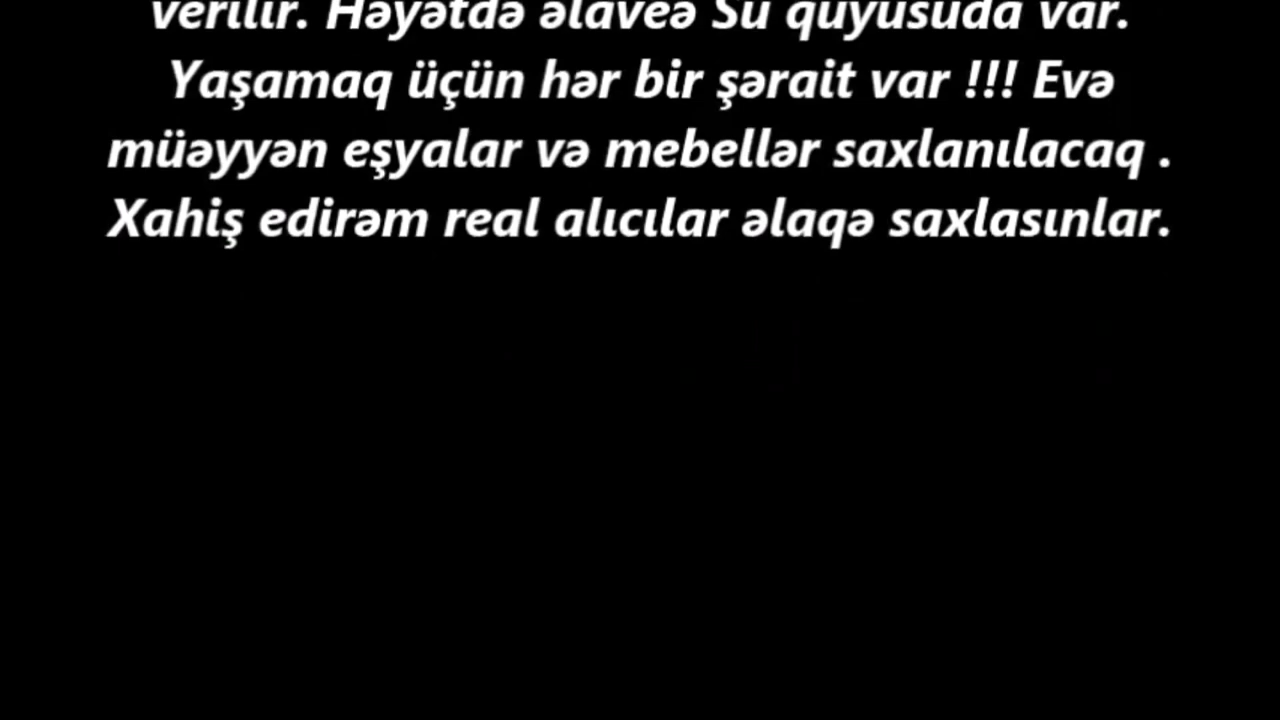 verilir. Həyətdə əlaveə Su quyusuda var.
Yaşamaq üçün hər bir şərait var !!! Evə
müəyyən eşyalar və mebellər saxlanılacaq .
Xahiş edirəm real alıcılar əlaqə saxlasınlar.